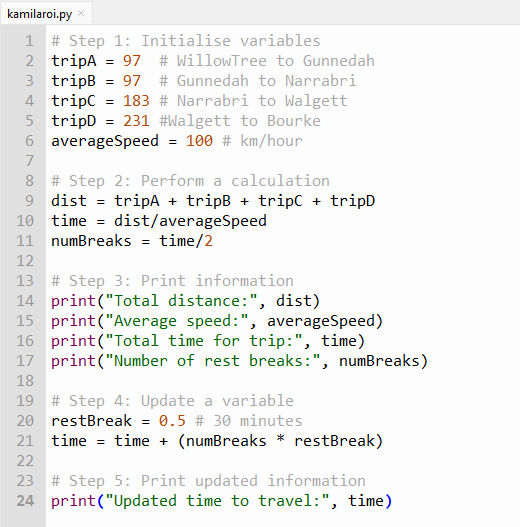 kamilaroi.py ×
1 # Step 1: Initialise variables
2 tripA = 97  # WillowTree to Gunnedah
3 tripB = 97  # Gunnedah to Narrabri
4 tripC = 183 # Narrabri to Walgett
5 tripD = 231 #Walgett to Bourke
6 averageSpeed = 100 # km/hour
7
8 # Step 2: Perform a calculation
9 dist = tripA + tripB + tripC + tripD
10 time = dist/averageSpeed
11 numBreaks = time/2
12
13 # Step 3: Print information
14 print("Total distance:", dist)
15 print("Average speed:", averageSpeed)
16 print("Total time for trip:", time)
17 print("Number of rest breaks:", numBreaks)
18
19 # Step 4: Update a variable
20 restBreak = 0.5 # 30 minutes
21 time = time + (numBreaks * restBreak)
22
23 # Step 5: Print updated information
24 print("Updated time to travel:", time)